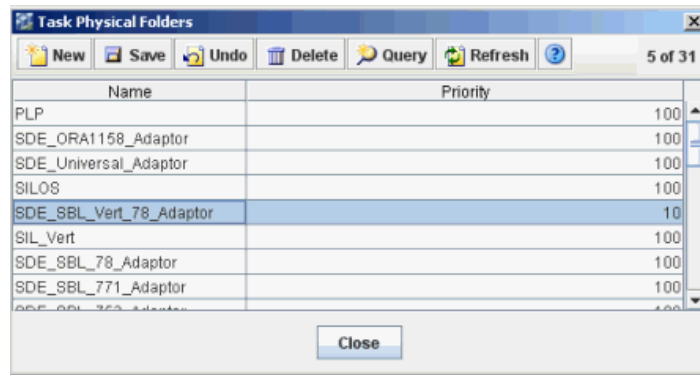 Task Physical Folders
New Save Undo Delete Query Refresh ? 5 of 31
Name Priority
PLP 100
SDE_ORA1158_Adaptor 100
SDE_Universal_Adaptor 100
SILOS 100
SDE_SBL_Vert_78_Adaptor 10
SIL_Vert 100
SDE_SBL_78_Adaptor 100
SDE_SBL_771_Adaptor 100
Close